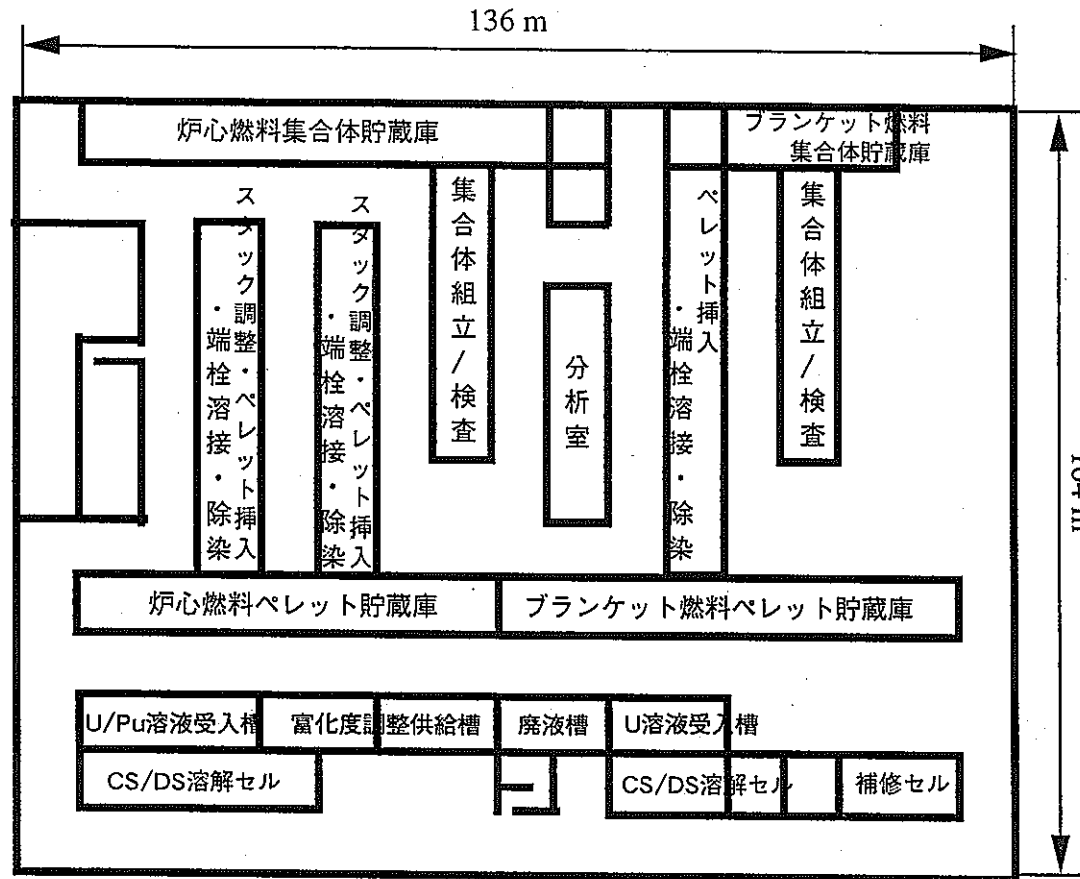 136 m
炉心燃料集合体貯蔵庫
ブランケット燃料
集合体貯蔵庫
スタック調整・ペレット挿入
・端栓溶接・除染
スタック調整・ペレット挿入
・端栓溶接・除染
集合体組立/検査
分析室
ペレット挿入
・端栓溶接・除染
集合体組立/検査
104 m
炉心燃料ペレット貯蔵庫
ブランケット燃料ペレット貯蔵庫
U/Pu溶液受入槽
富化度調整供給槽
廃液槽
U溶液受入槽
CS/DS溶解セル
CS/DS溶解セル
補修セル